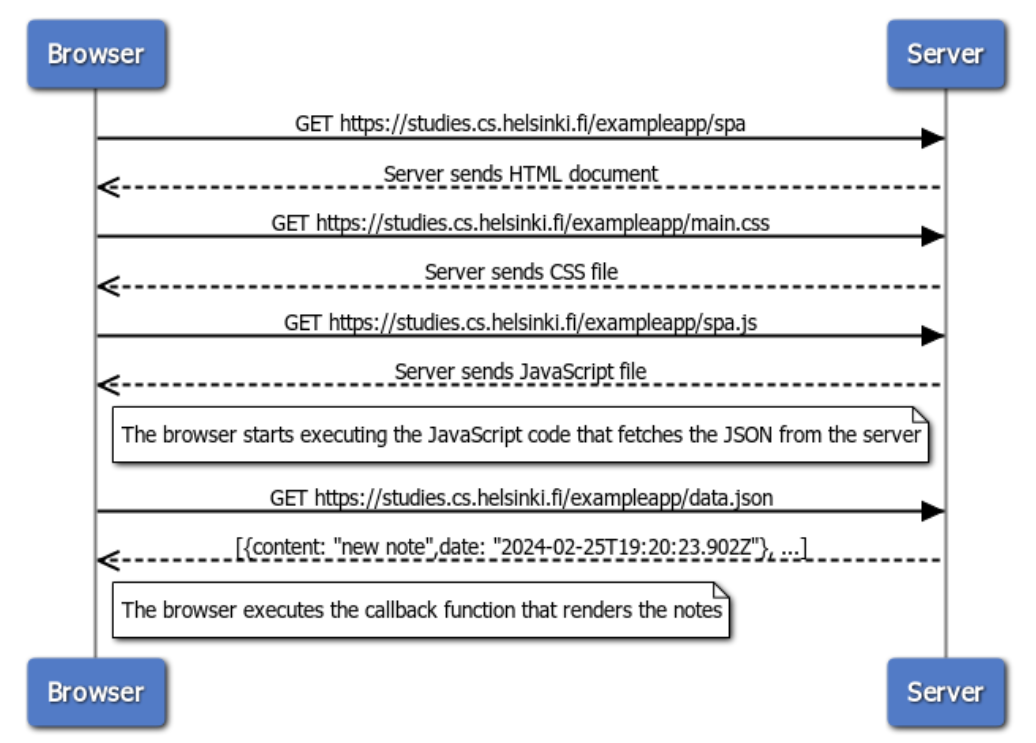 Browser
Server
GET https://studies.cs.helsinki.fi/exampleapp/spa
Server sends HTML document
GET https://studies.cs.helsinki.fi/exampleapp/main.css
Server sends CSS file
GET https://studies.cs.helsinki.fi/exampleapp/spa.js
Server sends JavaScript file
The browser starts executing the JavaScript code that fetches the JSON from the server
GET https://studies.cs.helsinki.fi/exampleapp/data.json
[{content: "new note",date: "2024-02-25T19:20:23.902Z"}, ...]
The browser executes the callback function that renders the notes
Browser
Server